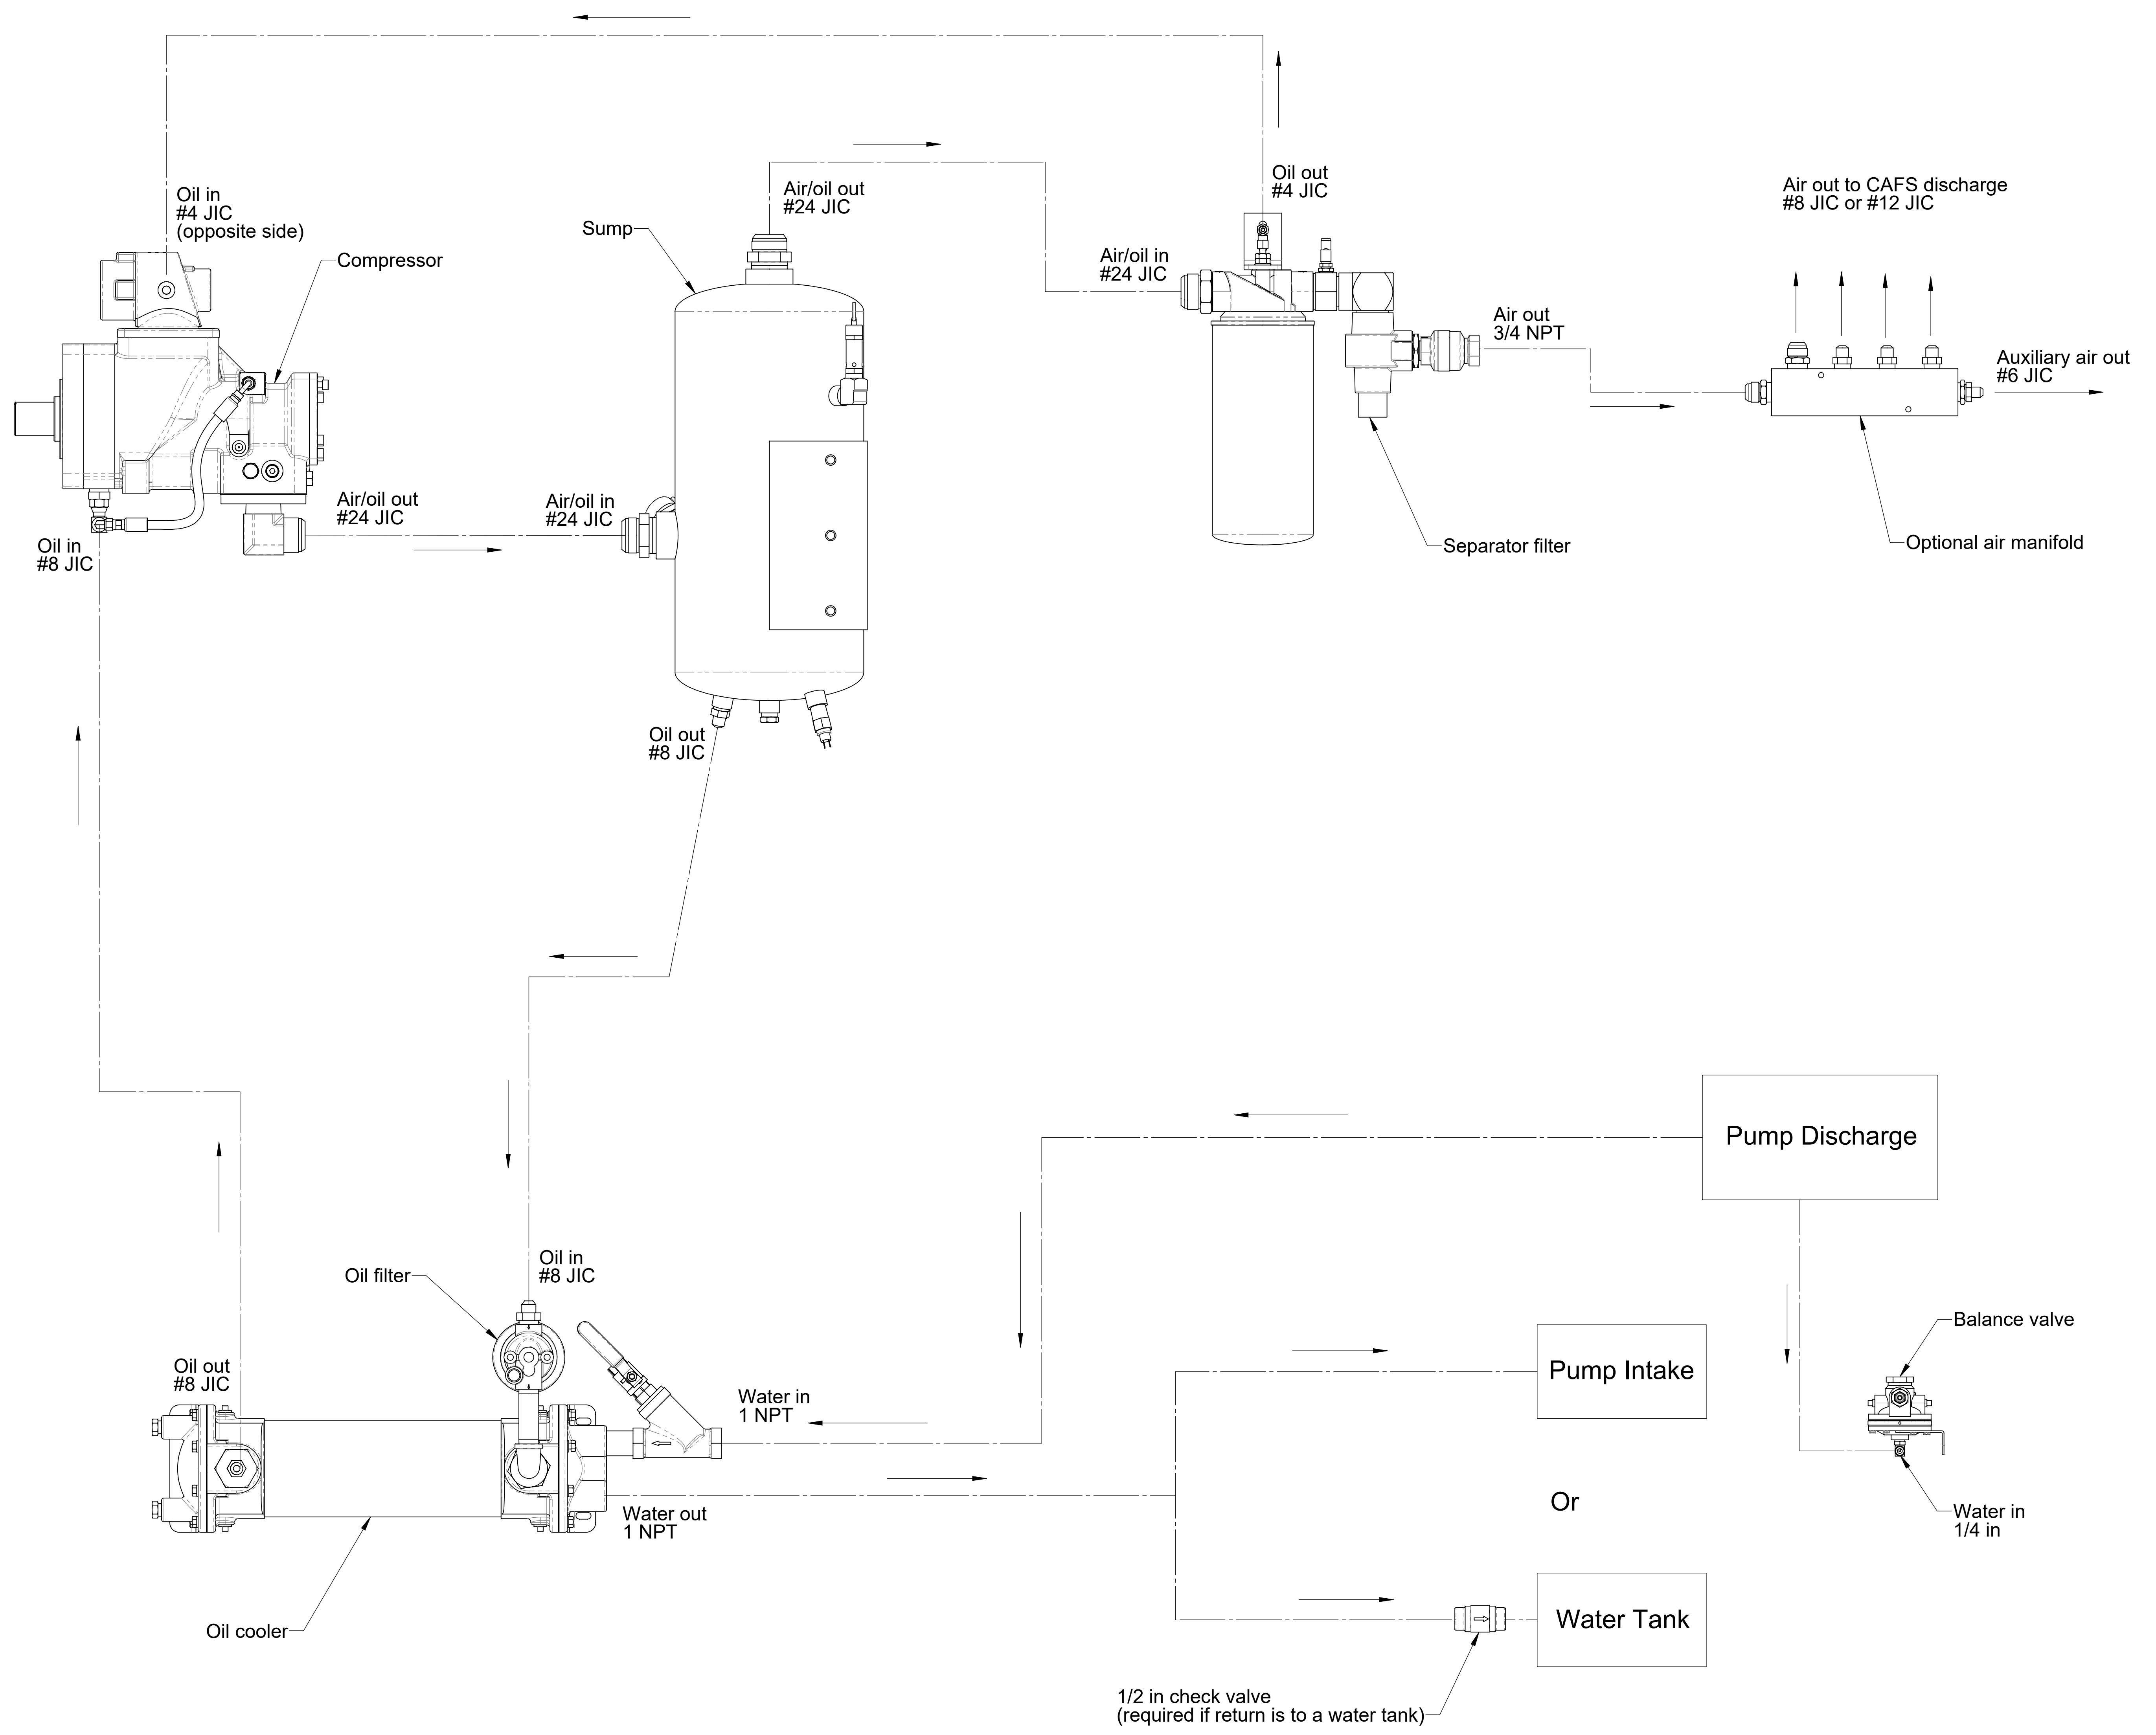 Oil in
#4 JIC
(opposite side)
Compressor
Sump
Air/oil out
#24 JIC
Oil out
#4 JIC
Air/oil in
#24 JIC
Air out to CAFS discharge
#8 JIC or #12 JIC
Air out
3/4 NPT
Auxiliary air out
#6 JIC
Air/oil out
#24 JIC
Air/oil in
#24 JIC
Oil in
#8 JIC
Separator filter
Optional air manifold
Oil out
#8 JIC
Pump Discharge
Oil in
#8 JIC
Oil filter
Oil out
#8 JIC
Water in
1 NPT
Pump Intake
Balance valve
Water out
1 NPT
Or
Water in
1/4 in
Oil cooler
Water Tank
1/2 in check valve
(required if return is to a water tank)